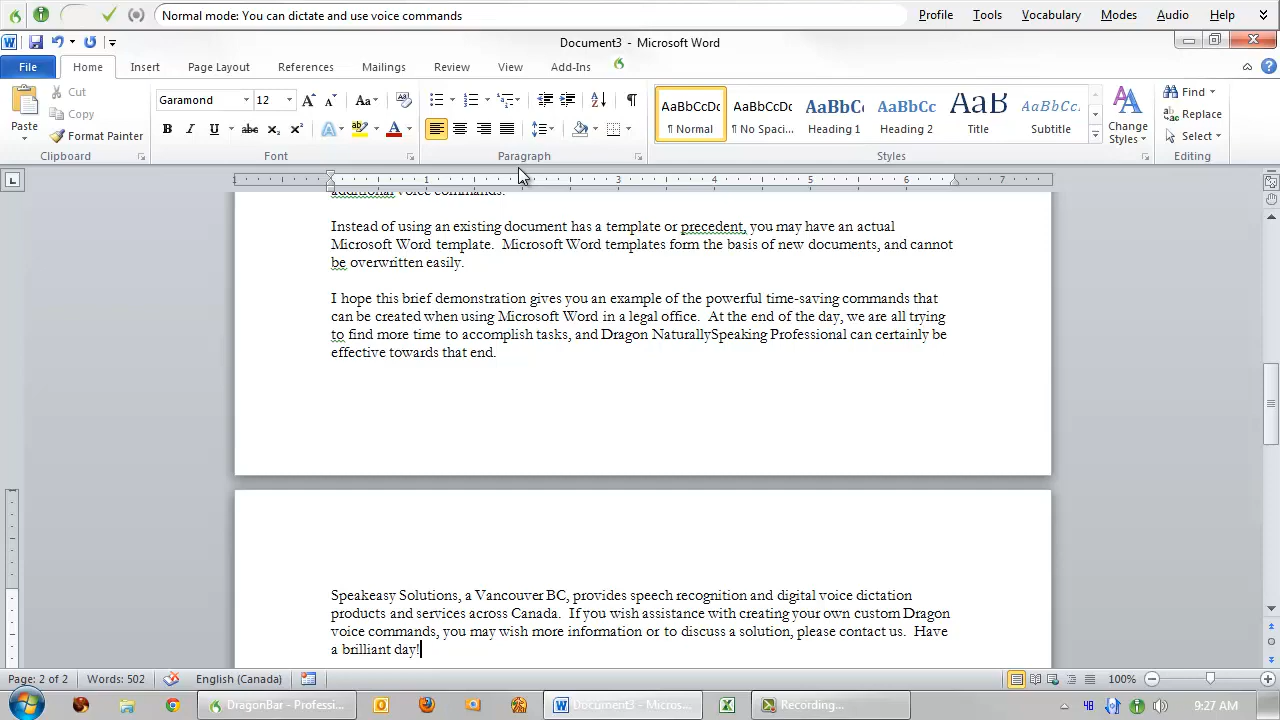 Normal mode: You can dictate and use voice commands
Profile Tools Vocabulary Modes Audio Help
Document3 - Microsoft Word
File Home Insert Page Layout References Mailings Review View Add-Ins
Paste
Cut
Copy
Format Painter
Clipboard
Garamond 12
B I U abc x₂ x² A
Font
Paragraph
AaBbCcDc
¶ Normal
AaBbCcDc
¶ No Spaci...
AaBbC
Heading 1
AaBbCc
Heading 2
AaB
Title
AaBbCc.
Subtitle
Change
Styles
Styles
Find
Replace
Select
Editing
1 1 3 4 5 6 7
additional voice commands.
Instead of using an existing document has a template or precedent, you may have an actual
Microsoft Word template. Microsoft Word templates form the basis of new documents, and cannot
be overwritten easily.
I hope this brief demonstration gives you an example of the powerful time-saving commands that
can be created when using Microsoft Word in a legal office. At the end of the day, we are all trying
to find more time to accomplish tasks, and Dragon NaturallySpeaking Professional can certainly be
effective towards that end.
Speakeasy Solutions, a Vancouver BC, provides speech recognition and digital voice dictation
products and services across Canada. If you wish assistance with creating your own custom Dragon
voice commands, you may wish more information or to discuss a solution, please contact us. Have
a brilliant day!
Page: 2 of 2 Words: 502 English (Canada) 100%
DragonBar - Professi... Document3 - Micros... Recording... 48 9:27 AM